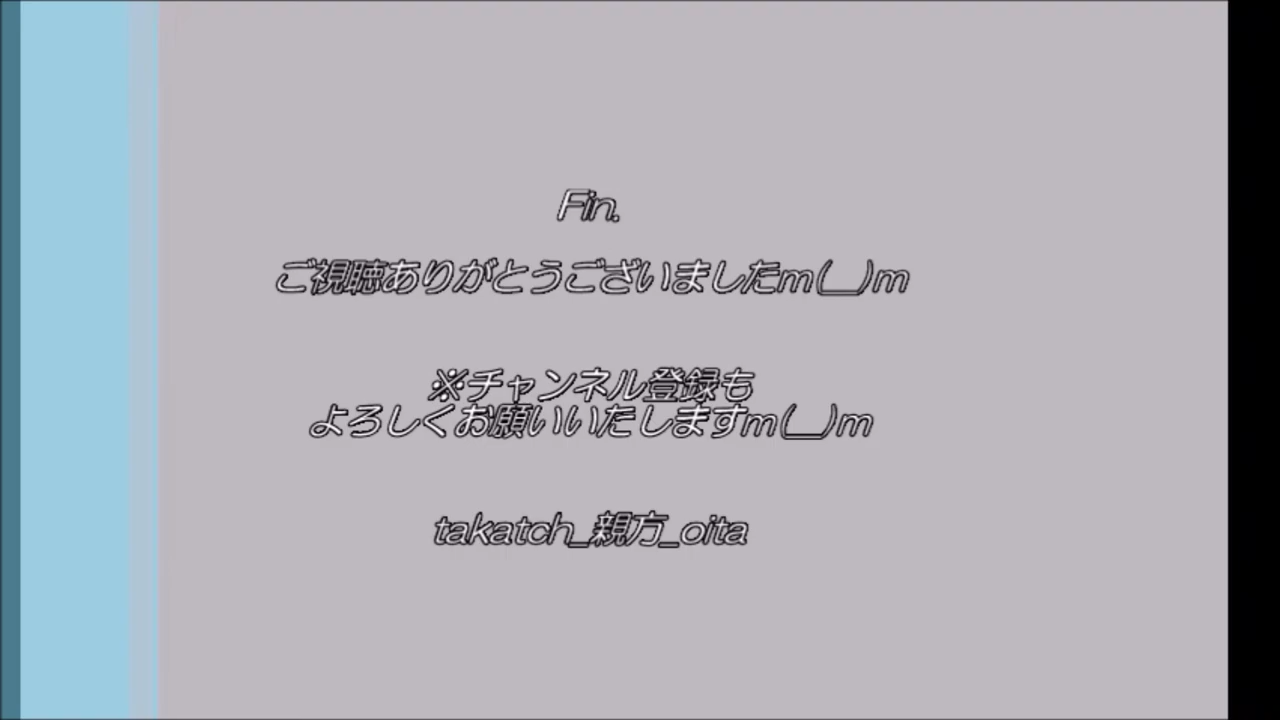 Fin.
ご視聴ありがとうございましたm(__)m
※チャンネル登録も
よろしくお願いいたしますm(__)m
takatch_親方_oita